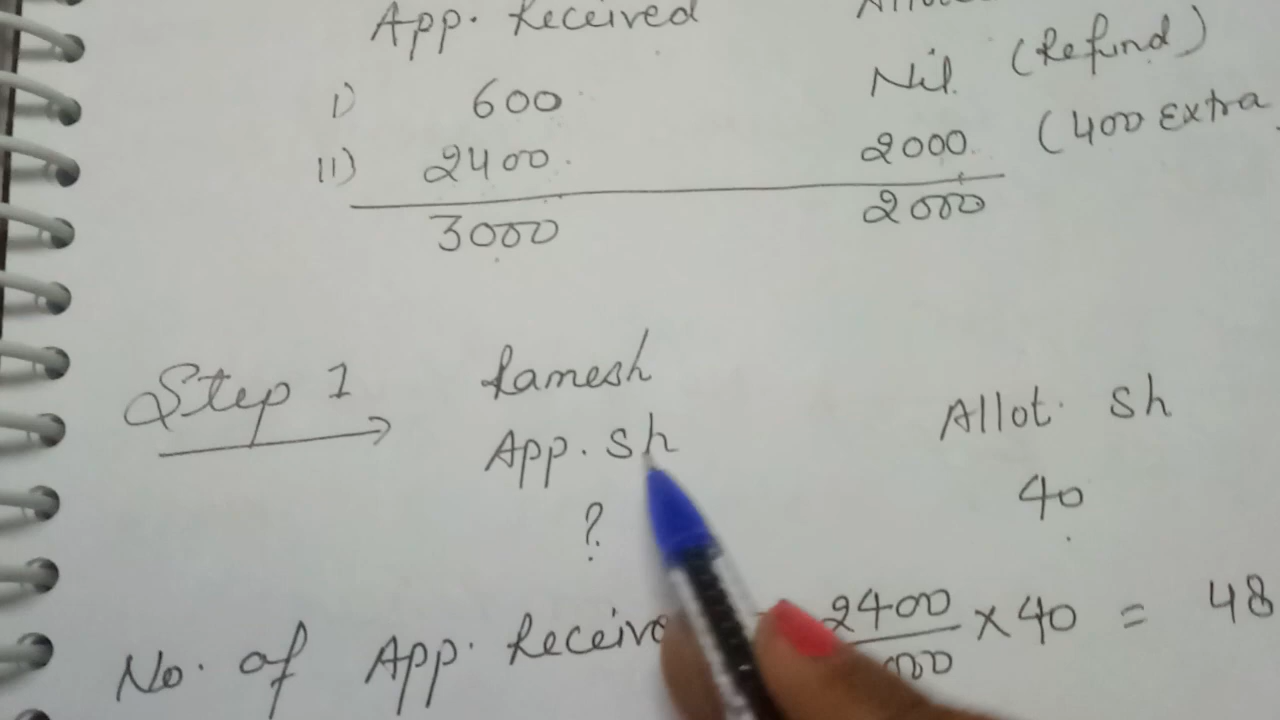 App. Received
I) 600 Nil (Refund)
II) 2400 2000 (400 Extra
3000 2000
Step 1 Ramesh
App. Sh Allot. Sh
? 40
No. of App. Receive 2400 × 40 = 48